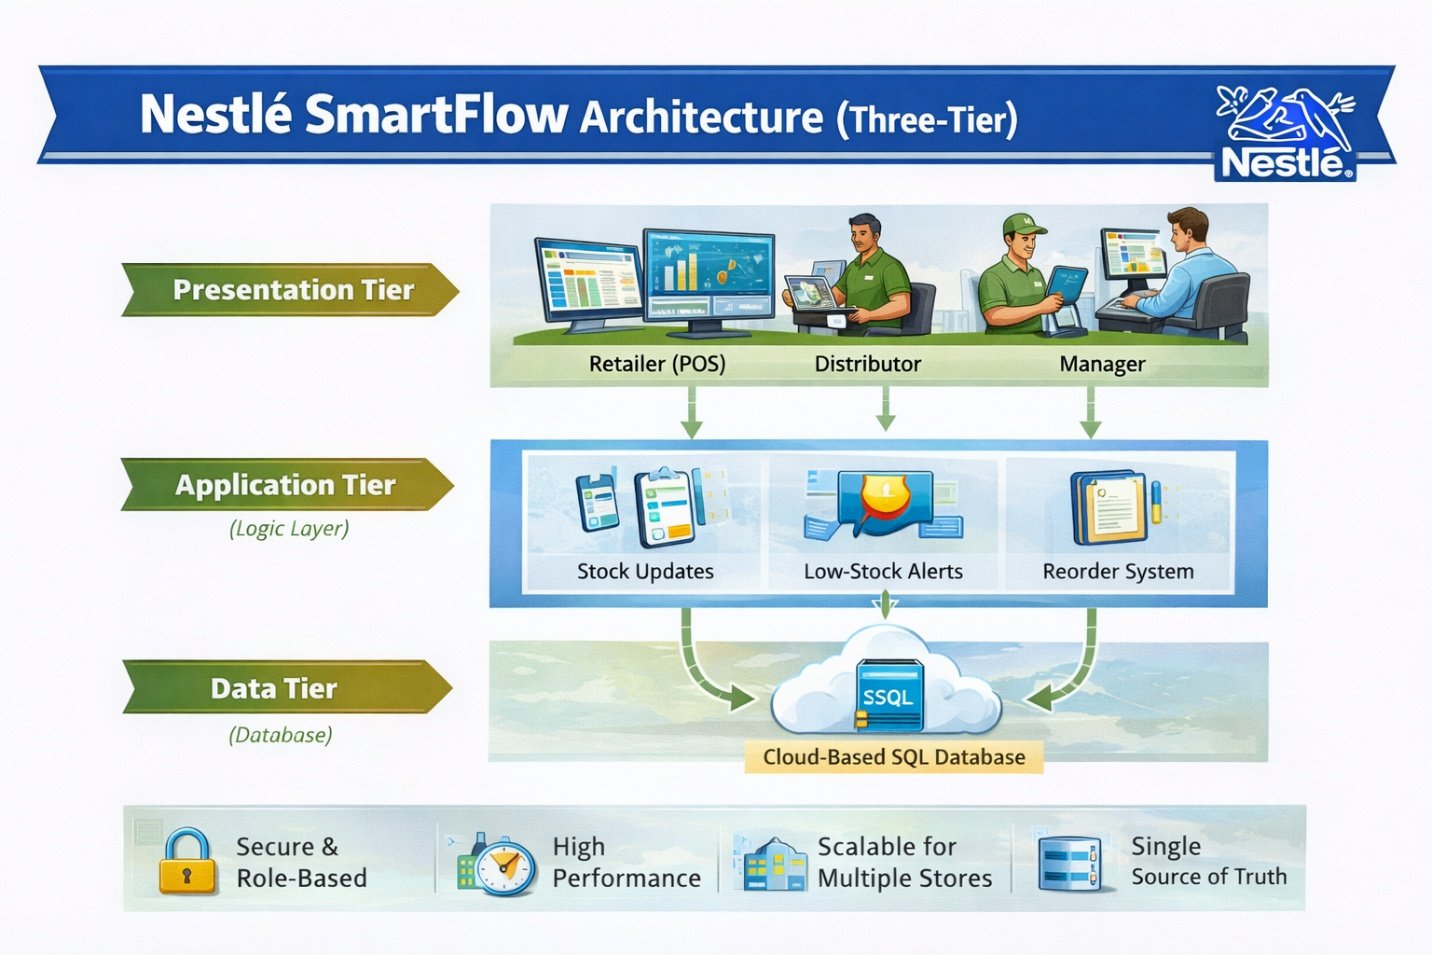 Nestlé SmartFlow Architecture (Three-Tier)
Nestlé®
Presentation Tier
Retailer (POS)
Distributor
Manager
Application Tier
(Logic Layer)
Stock Updates
Low-Stock Alerts
Reorder System
Data Tier
(Database)
SSQL
Cloud-Based SQL Database
Secure &
Role-Based
High
Performance
Scalable for
Multiple Stores
Single
Source of Truth